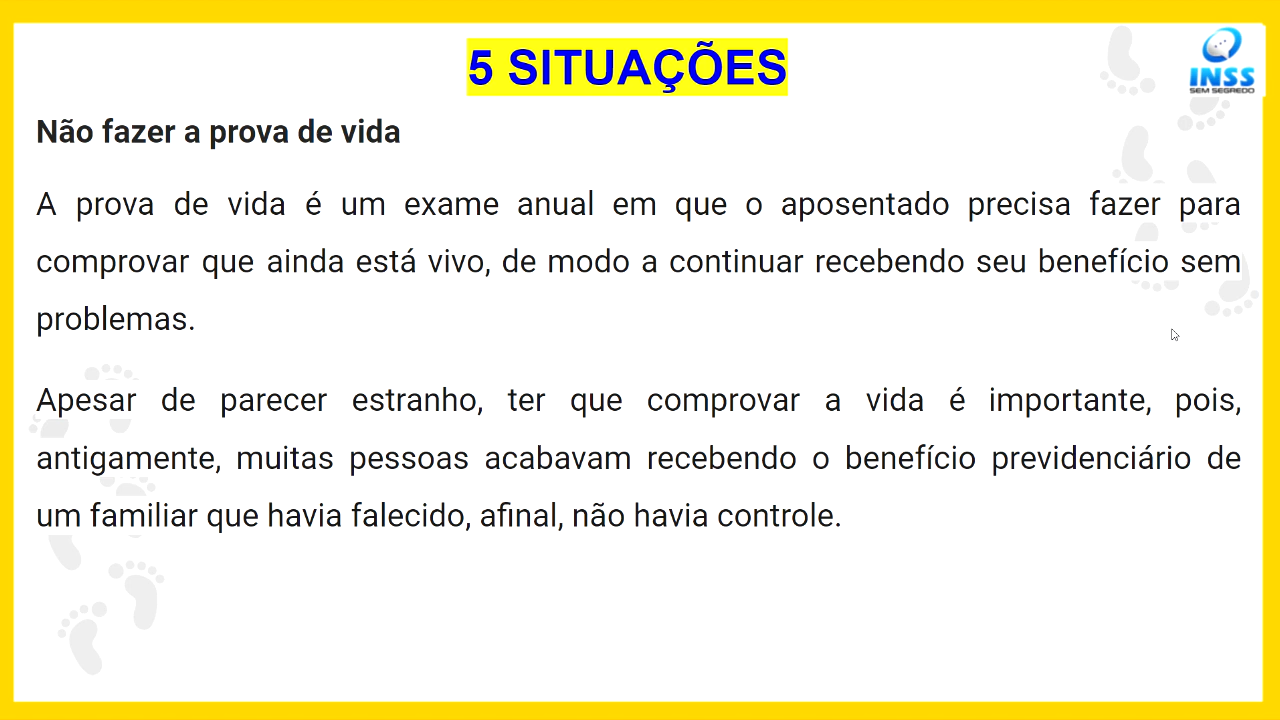 5 SITUAÇÕES
INSS
SEM SEGREDO
Não fazer a prova de vida
A prova de vida é um exame anual em que o aposentado precisa fazer para
comprovar que ainda está vivo, de modo a continuar recebendo seu benefício sem
problemas.
Apesar de parecer estranho, ter que comprovar a vida é importante, pois,
antigamente, muitas pessoas acabavam recebendo o benefício previdenciário de
um familiar que havia falecido, afinal, não havia controle.